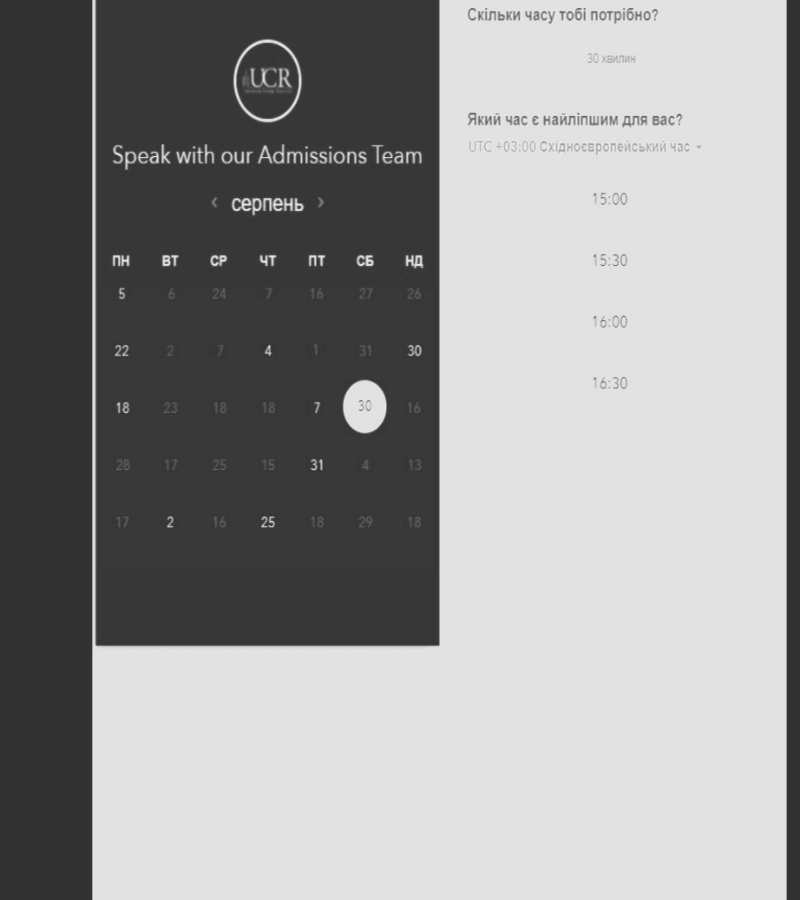 UCR
Speak with our Admissions Team
‹ серпень ›
ПН ВТ СР ЧТ ПТ СБ НД
5 6 24 7 16 27 26
22 2 7 4 1 31 30
18 23 18 18 7 30 16
28 17 25 15 31 4 13
17 2 16 25 18 29 18
Скільки часу тобі потрібно?
30 хвилин
Який час є найліпшим для вас?
UTC +03:00 Східноєвропейський час
15:00
15:30
16:00
16:30